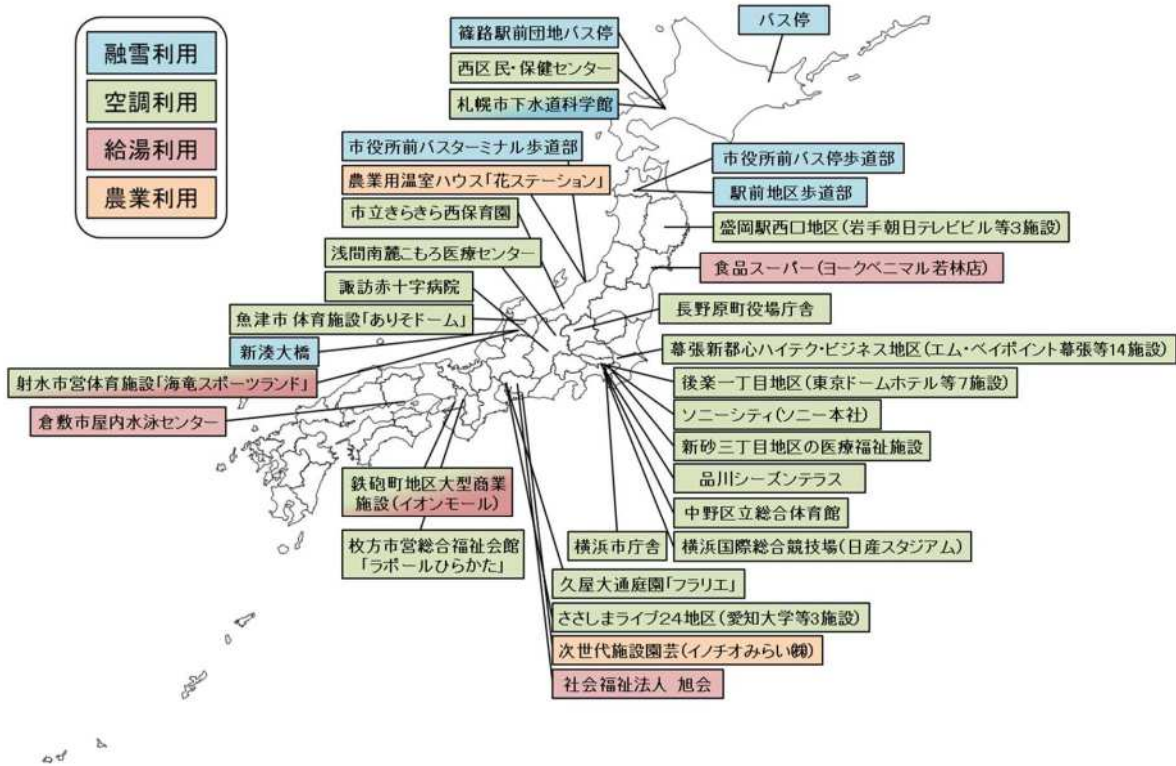 融雪利用
空調利用
給湯利用
農業利用
バス停
篠路駅前団地バス停
西区民・保健センター
札幌市下水道科学館
市役所前バスターミナル歩道部
農業用温室ハウス「花ステーション」
市立きらきら西保育園
浅間南麓こもろ医療センター
諏訪赤十字病院
魚津市 体育施設「ありそドーム」
新湊大橋
射水市営体育施設「海竜スポーツランド」
倉敷市屋内水泳センター
市役所前バス停歩道部
駅前地区歩道部
盛岡駅西口地区(岩手朝日テレビビル等3施設)
食品スーパー(ヨークベニマル若林店)
長野原町役場庁舎
幕張新都心ハイテク・ビジネス地区(エム・ベイポイント幕張等14施設)
後楽一丁目地区(東京ドームホテル等7施設)
ソニーシティ(ソニー本社)
新砂三丁目地区の医療福祉施設
品川シーズンテラス
中野区立総合体育館
横浜国際総合競技場(日産スタジアム)
横浜市庁舎
鉄砲町地区大型商業
施設(イオンモール)
枚方市営総合福祉会館
「ラポールひらかた」
久屋大通庭園「フラリエ」
ささしまライブ24地区(愛知大学等3施設)
次世代施設園芸(イノチオみらい㈱)
社会福祉法人 旭会